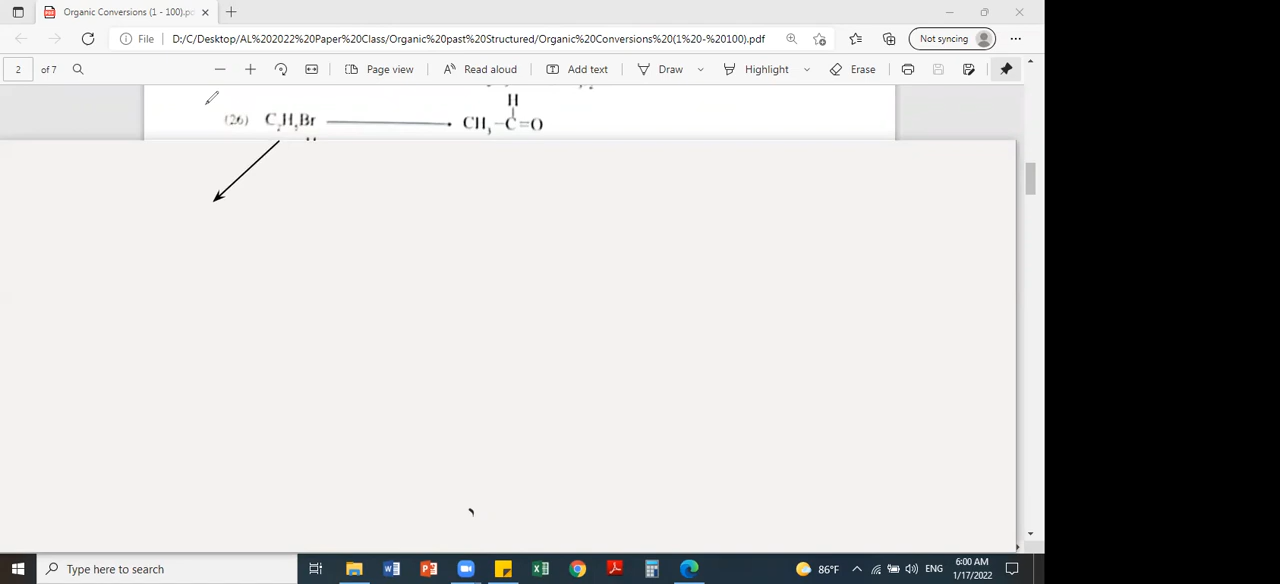 Organic Conversions (1 - 100).pc
File D:/C/Desktop/AL%202022%20Paper%20Class/Organic%20past%20Structured/Organic%20Conversions%20(1%20-%20100).pdf Not syncing
2 of 7 Page view Read aloud Add text Draw Highlight Erase
H
(26) C₂H₅Br CH₃ –C=O
Type here to search 86°F ENG 6:00 AM
1/17/2022